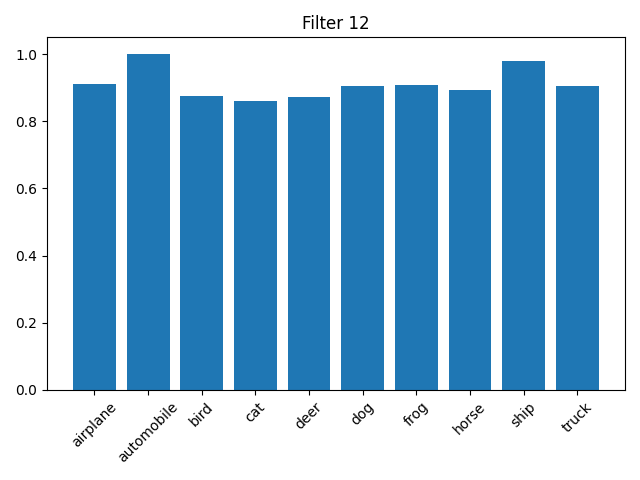 Filter 12
1.0
0.8
0.6
0.4
0.2
0.0
airplane
automobile
bird
cat
deer
dog
frog
horse
ship
truck